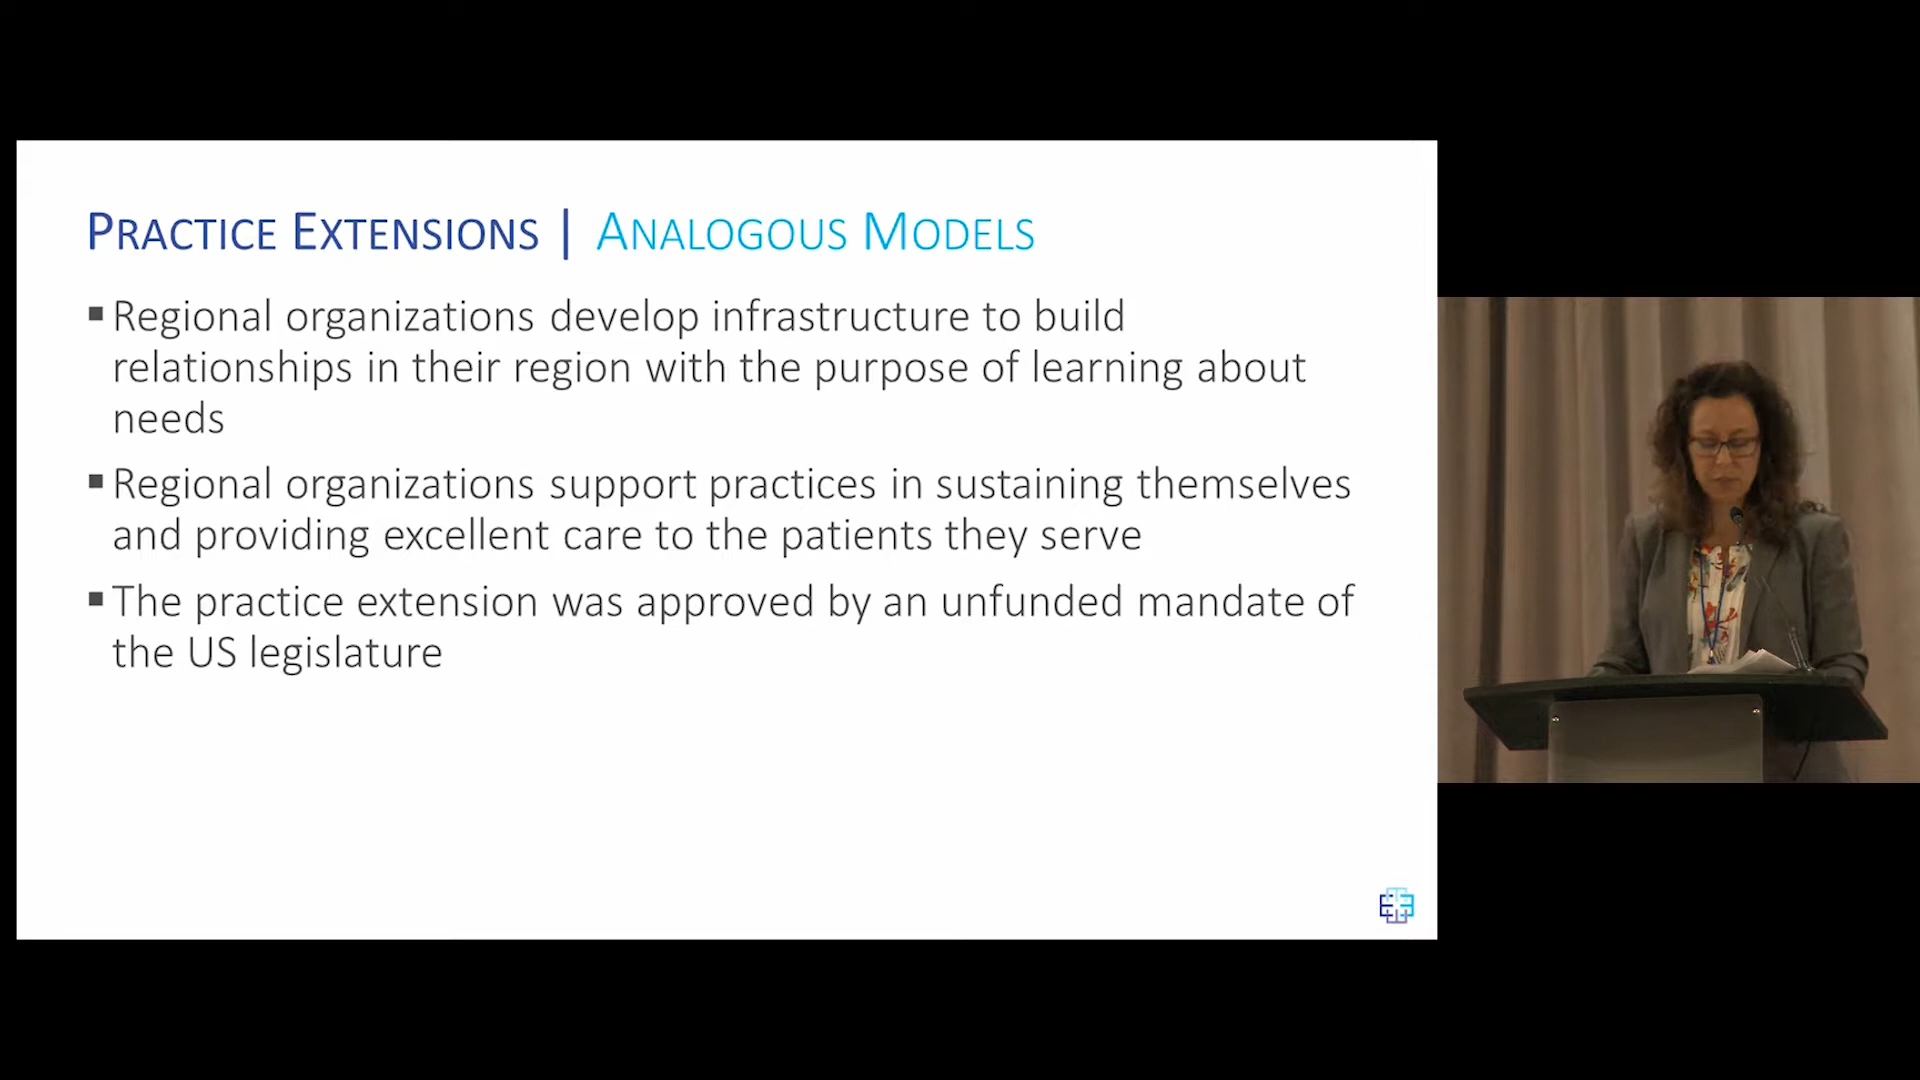 PRACTICE EXTENSIONS | ANALOGOUS MODELS
▪ Regional organizations develop infrastructure to build
relationships in their region with the purpose of learning about
needs
▪ Regional organizations support practices in sustaining themselves
and providing excellent care to the patients they serve
▪ The practice extension was approved by an unfunded mandate of
the US legislature